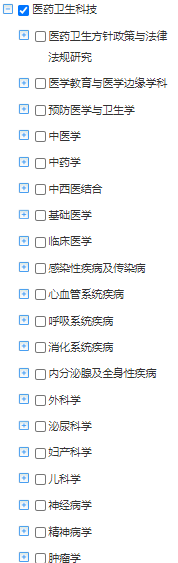 医药卫生科技
医药卫生方针政策与法律
法规研究
医学教育与医学边缘学科
预防医学与卫生学
中医学
中药学
中西医结合
基础医学
临床医学
感染性疾病及传染病
心血管系统疾病
呼吸系统疾病
消化系统疾病
内分泌腺及全身性疾病
外科学
泌尿科学
妇产科学
儿科学
神经病学
精神病学
肿瘤学